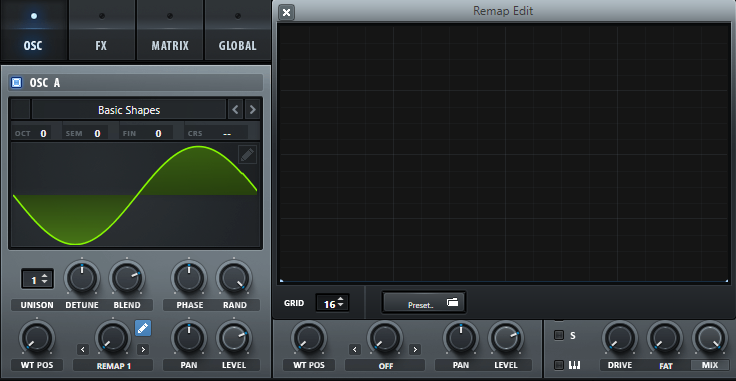 OSC FX MATRIX GLOBAL
Remap Edit
OSC A
Basic Shapes
OCT 0 SEM 0 FIN 0 CRS --
1
UNISON DETUNE BLEND PHASE RAND
GRID 16 Preset..
WT POS REMAP 1 PAN LEVEL
WT POS OFF PAN LEVEL
S
DRIVE FAT MIX